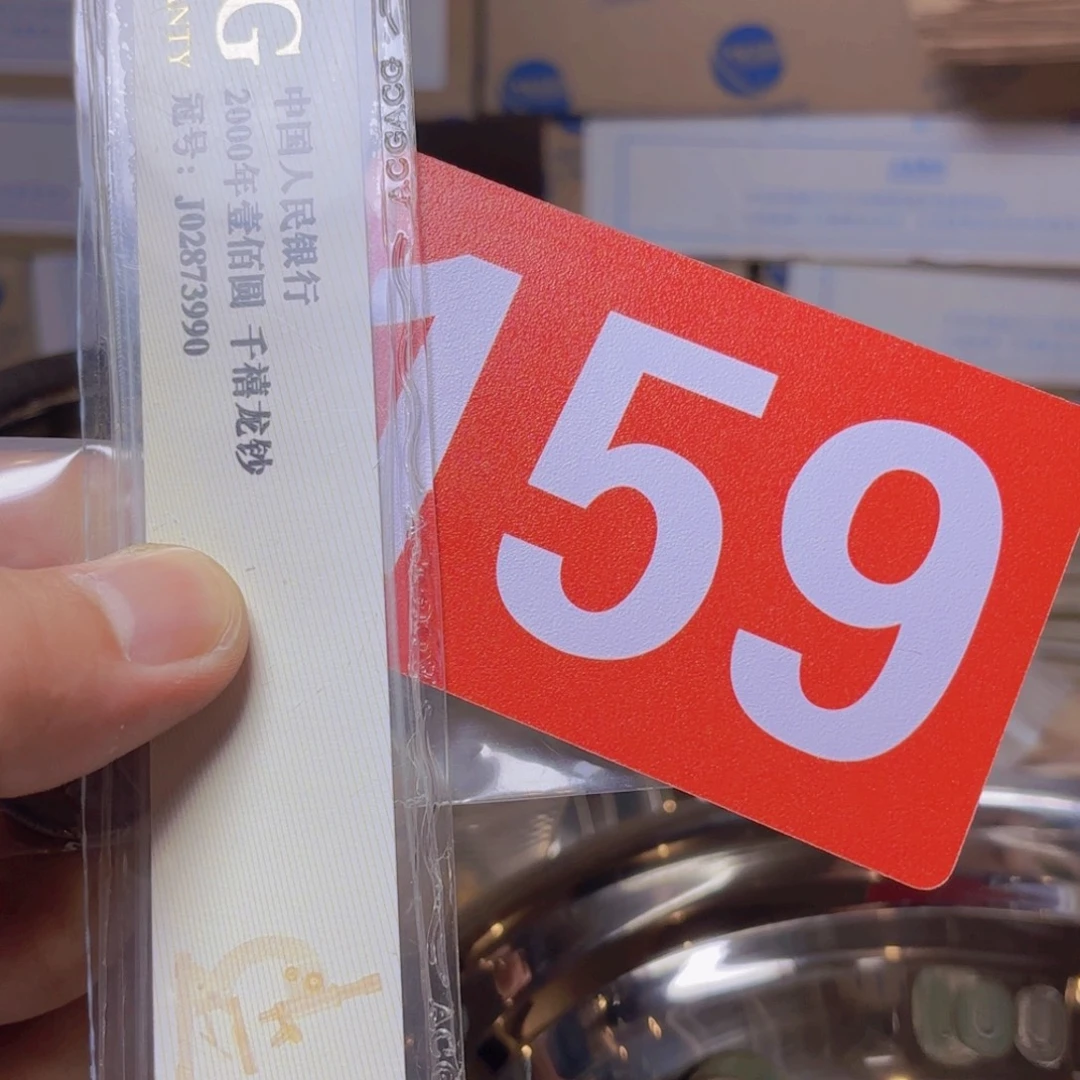 G
ANTY
中国人民银行
2000年壹佰圆 千禧龙钞
冠号: J02873990
ACGACG
159